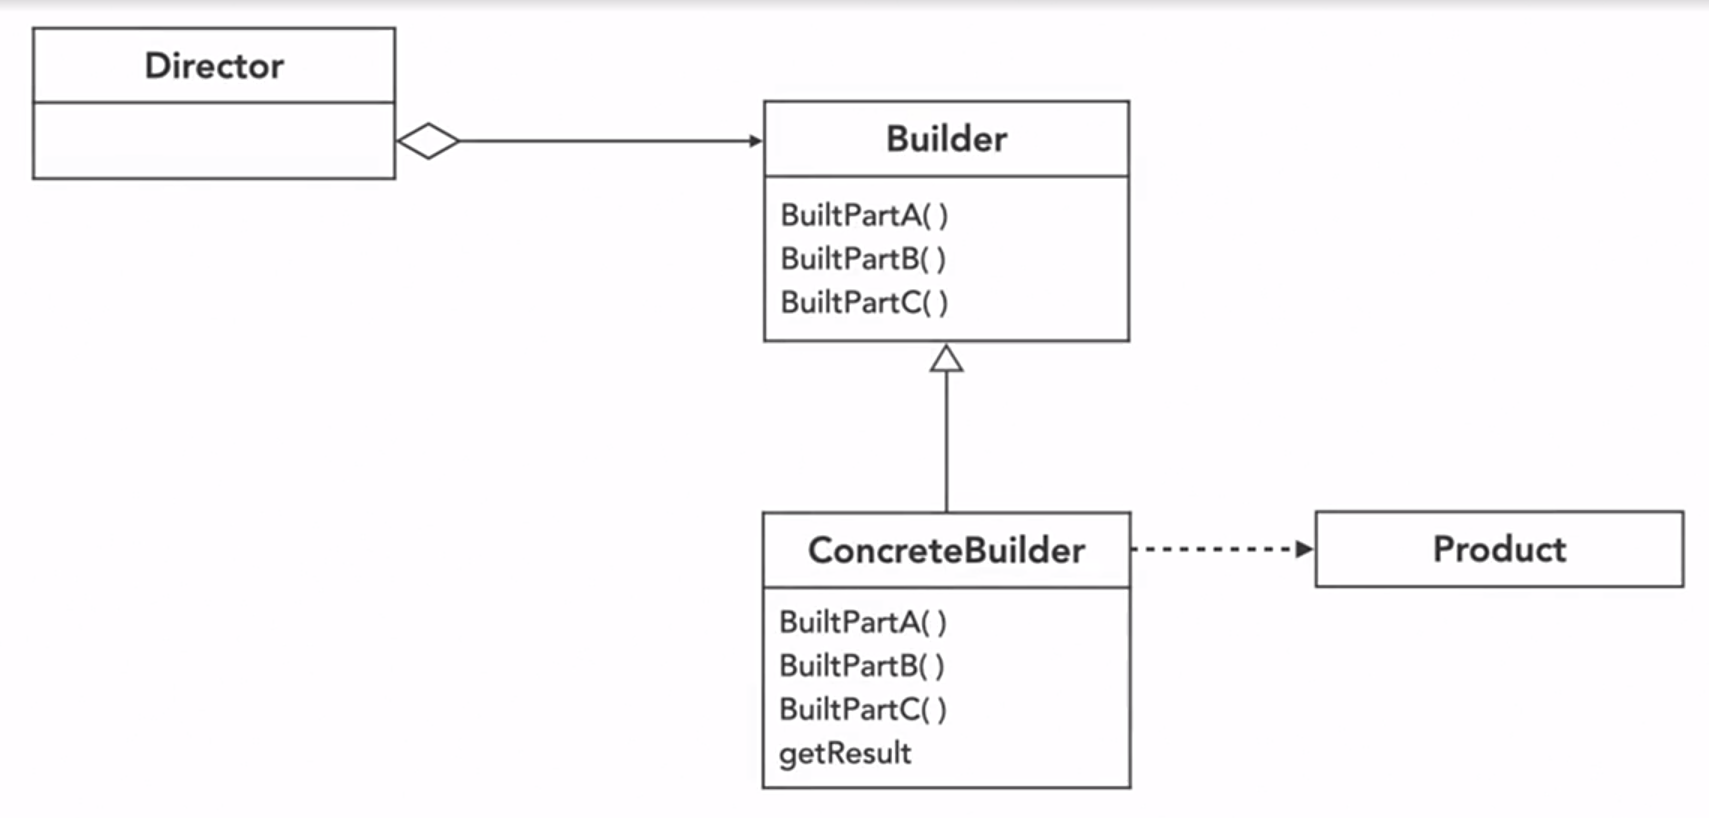 Director
Builder
BuiltPartA( )
BuiltPartB( )
BuiltPartC( )
ConcreteBuilder
BuiltPartA( )
BuiltPartB( )
BuiltPartC( )
getResult
Product